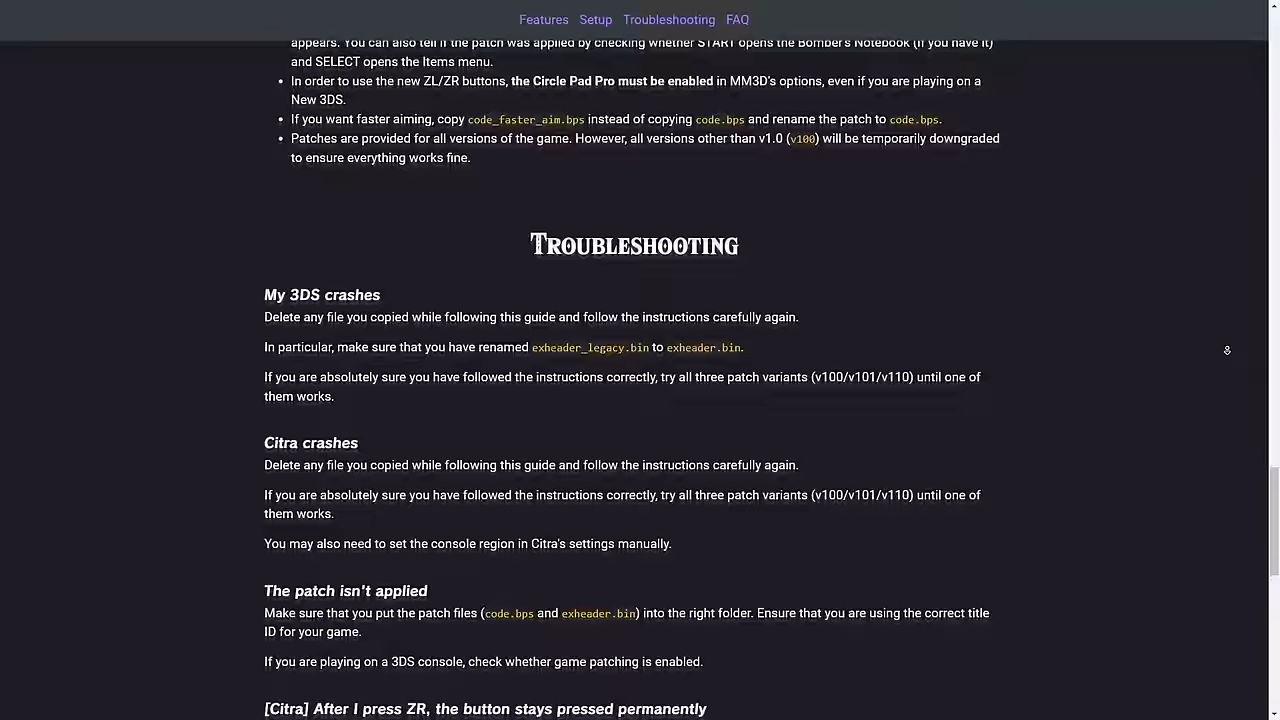 Features Setup Troubleshooting FAQ
appears. You can also tell if the patch was applied by checking whether START opens the Bomber's Notebook (if you have it)
and SELECT opens the Items menu.
In order to use the new ZL/ZR buttons, the Circle Pad Pro must be enabled in MM3D's options, even if you are playing on a
New 3DS.
If you want faster aiming, copy code_faster_aim.bps instead of copying code.bps and rename the patch to code.bps.
Patches are provided for all versions of the game. However, all versions other than v1.0 (v100) will be temporarily downgraded
to ensure everything works fine.
TROUBLESHOOTING
My 3DS crashes
Delete any file you copied while following this guide and follow the instructions carefully again.
In particular, make sure that you have renamed exheader_legacy.bin to exheader.bin.
If you are absolutely sure you have followed the instructions correctly, try all three patch variants (v100/v101/v110) until one of
them works.
Citra crashes
Delete any file you copied while following this guide and follow the instructions carefully again.
If you are absolutely sure you have followed the instructions correctly, try all three patch variants (v100/v101/v110) until one of
them works.
You may also need to set the console region in Citra's settings manually.
The patch isn't applied
Make sure that you put the patch files (code.bps and exheader.bin) into the right folder. Ensure that you are using the correct title
ID for your game.
If you are playing on a 3DS console, check whether game patching is enabled.
[Citra] After I press ZR, the button stays pressed permanently